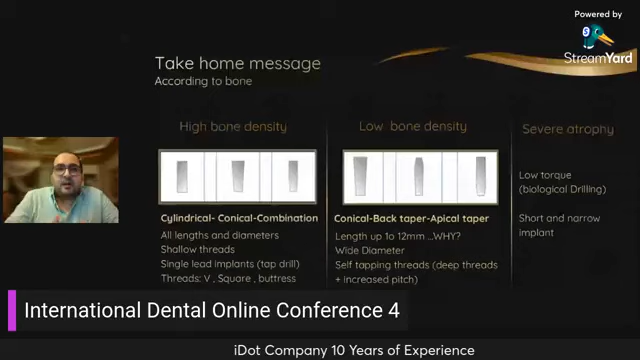 Powered by
StreamYard
Take home message
According to bone
High bone density
Cylindrical- Conical-Combination
All lengths and diameters
Shallow threads
Single lead implants (tap drill)
Threads: V , Square , buttress
Low bone density
Conical-Back taper-Apical taper
Length up to 12mm ...WHY?
Wide Diameter
Self tapping threads (deep threads
+ increased pitch)
Severe atrophy
Low torque
(biological Drilling)
Short and narrow
implant
International Dental Online Conference 4
iDot Company 10 Years of Experience